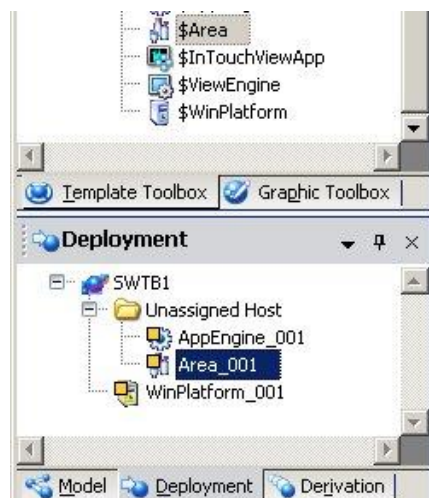 $Area
$InTouchViewApp
$ViewEngine
$WinPlatform
Template Toolbox Graphic Toolbox
Deployment
SWTB1
Unassigned Host
AppEngine_001
Area_001
WinPlatform_001
Model Deployment Derivation